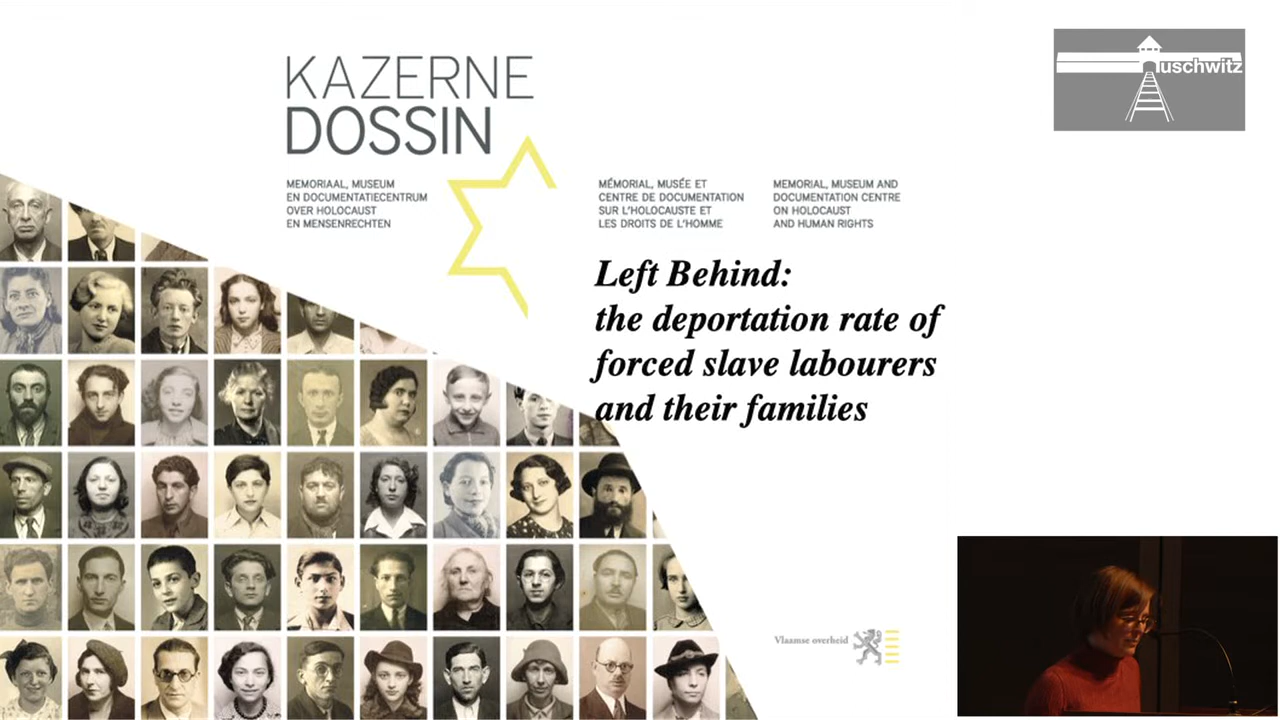 KAZERNE
DOSSIN
MEMORIAAL, MUSEUM
EN DOCUMENTATIECENTRUM
OVER HOLOCAUST
EN MENSENRECHTEN
MÉMORIAL, MUSÉE ET
CENTRE DE DOCUMENTATION
SUR L'HOLOCAUSTE ET
LES DROITS DE L'HOMME
MEMORIAL, MUSEUM AND
DOCUMENTATION CENTRE
ON HOLOCAUST
AND HUMAN RIGHTS
uschwitz
Left Behind:
the deportation rate of
forced slave labourers
and their families
Vlaamse overheid